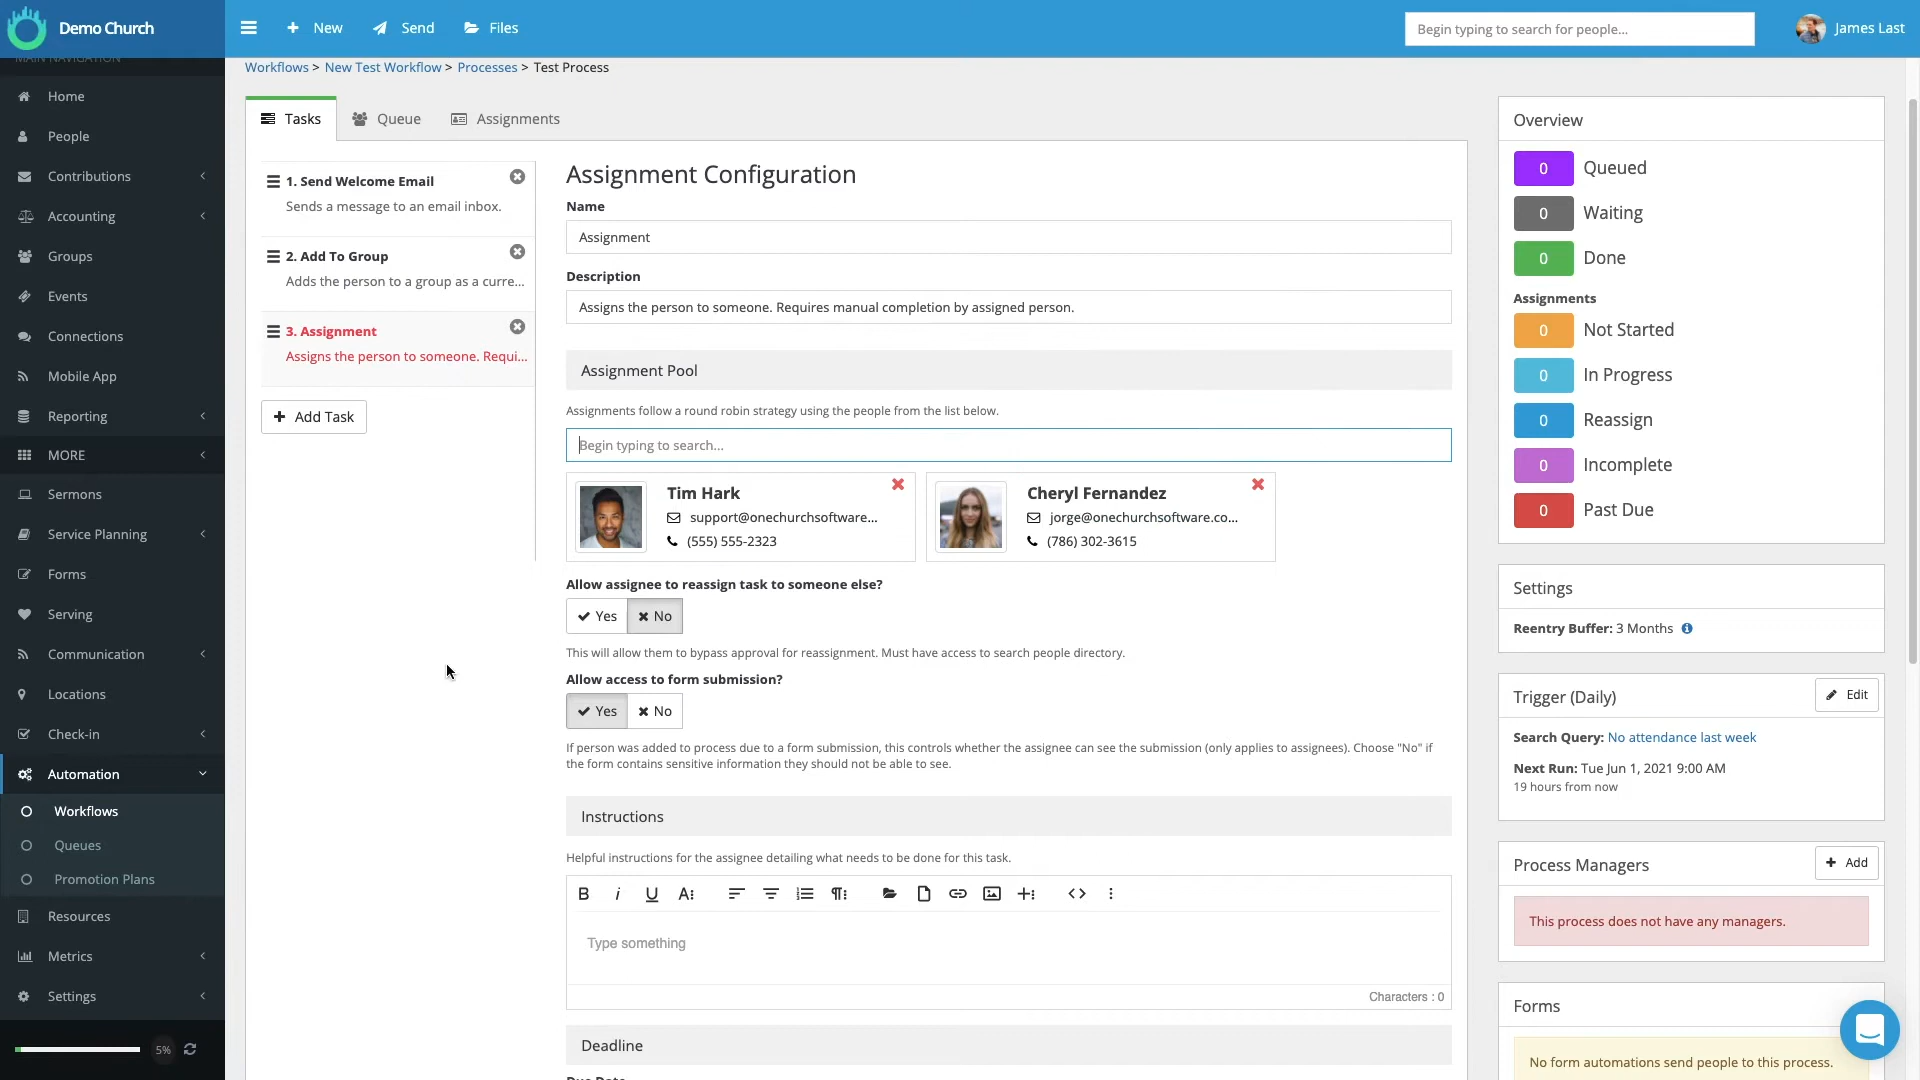 Demo Church
New
Send
Files
Begin typing to search for people...
James Last
MAIN NAVIGATION
Home
People
Contributions
Accounting
Groups
Events
Connections
Mobile App
Reporting
MORE
Sermons
Service Planning
Forms
Serving
Communication
Locations
Check-in
Automation
Workflows
Queues
Promotion Plans
Resources
Metrics
Settings
5%
Workflows > New Test Workflow > Processes > Test Process
Tasks
Queue
Assignments
1. Send Welcome Email
Sends a message to an email inbox.
2. Add To Group
Adds the person to a group as a curre...
3. Assignment
Assigns the person to someone. Requi...
Add Task
Assignment Configuration
Name
Assignment
Description
Assigns the person to someone. Requires manual completion by assigned person.
Assignment Pool
Assignments follow a round robin strategy using the people from the list below.
Begin typing to search...
Tim Hark
support@onechurchsoftware...
(555) 555-2323
Cheryl Fernandez
jorge@onechurchsoftware.co...
(786) 302-3615
Allow assignee to reassign task to someone else?
Yes No
This will allow them to bypass approval for reassignment. Must have access to search people directory.
Allow access to form submission?
Yes No
If person was added to process due to a form submission, this controls whether the assignee can see the submission (only applies to assignees). Choose "No" if
the form contains sensitive information they should not be able to see.
Instructions
Helpful instructions for the assignee detailing what needs to be done for this task.
Type something
Characters : 0
Deadline
Due Date
Overview
0 Queued
0 Waiting
0 Done
Assignments
0 Not Started
0 In Progress
0 Reassign
0 Incomplete
0 Past Due
Settings
Reentry Buffer: 3 Months
Trigger (Daily)
Edit
Search Query: No attendance last week
Next Run: Tue Jun 1, 2021 9:00 AM
19 hours from now
Process Managers
Add
This process does not have any managers.
Forms
No form automations send people to this process.